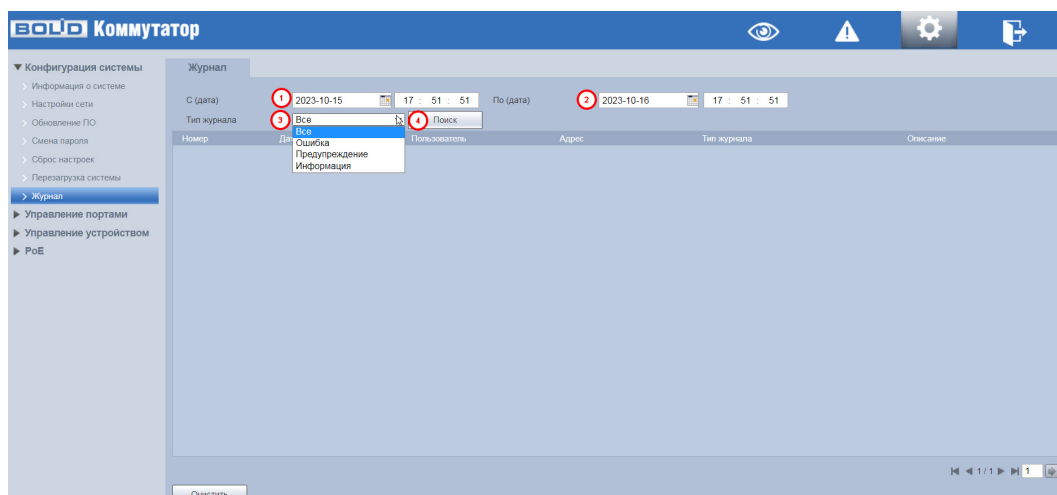 BOLID Коммутатор
Конфигурация системы
Информация о системе
Настройки сети
Обновление ПО
Смена пароля
Сброс настроек
Перезагрузка системы
Журнал
Управление портами
Управление устройством
PoE
Журнал
С (дата) 1 2023-10-15 17 : 51 : 51 По (дата) 2 2023-10-16 17 : 51 : 51
Тип журнала 3 Все 4 Поиск
Все
Ошибка
Предупреждение
Информация
Номер Пользователь Адрес Тип журнала Описание
1 / 1 1
Очистить